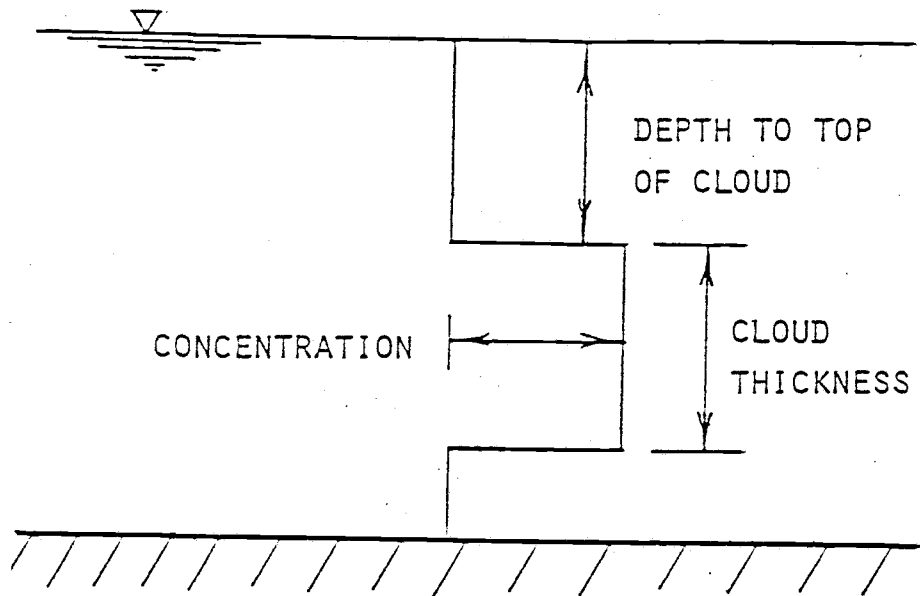 DEPTH TO TOP
OF CLOUD
CONCENTRATION
CLOUD
THICKNESS